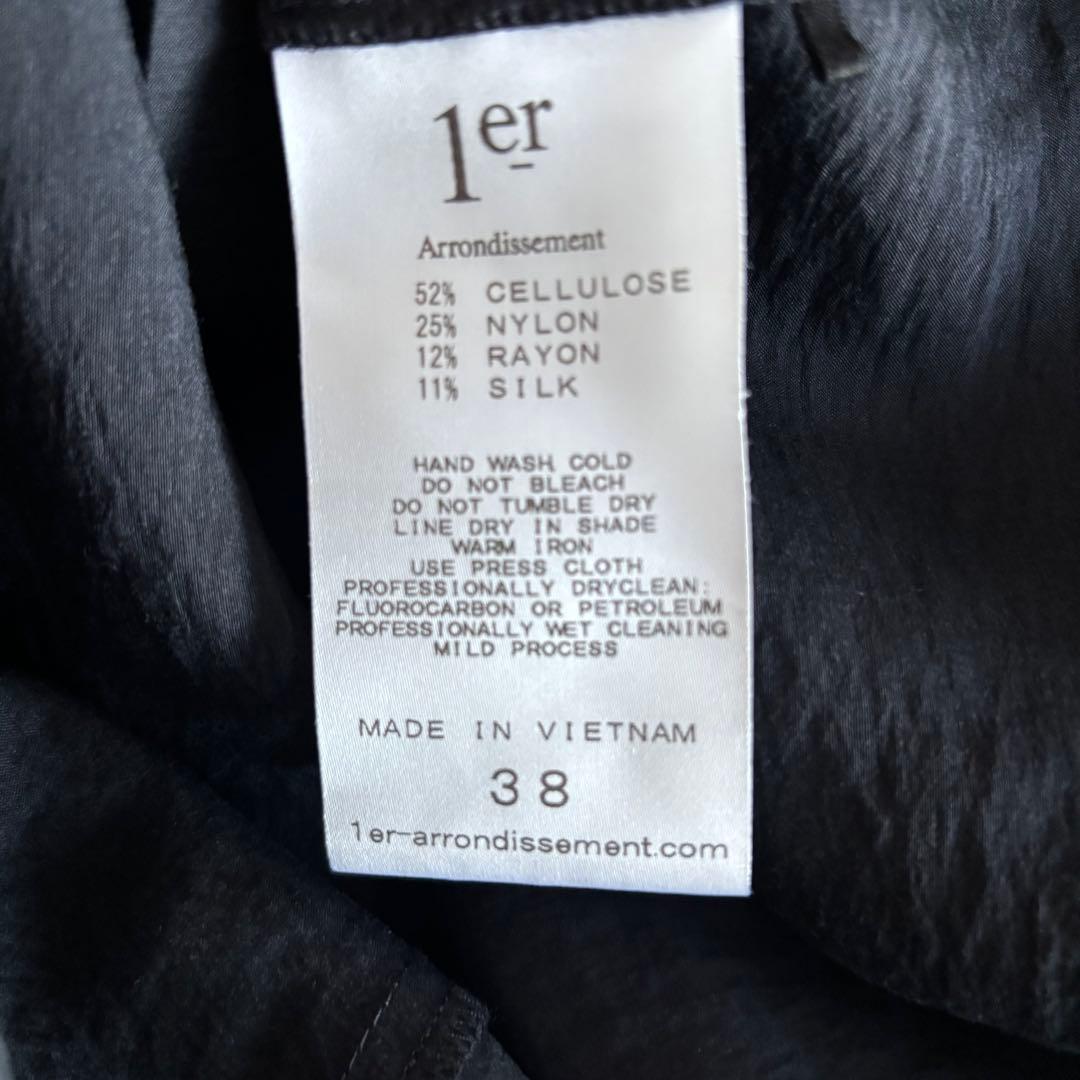 1er
Arrondissement
52% CELLULOSE
25% NYLON
12% RAYON
11% SILK
HAND WASH COLD
DO NOT BLEACH
DO NOT TUMBLE DRY
LINE DRY IN SHADE
WARM IRON
USE PRESS CLOTH
PROFESSIONALLY DRYCLEAN:
FLUOROCARBON OR PETROLEUM
PROFESSIONALLY WET CLEANING
MILD PROCESS
MADE IN VIETNAM
38
1er-arrondissement.com